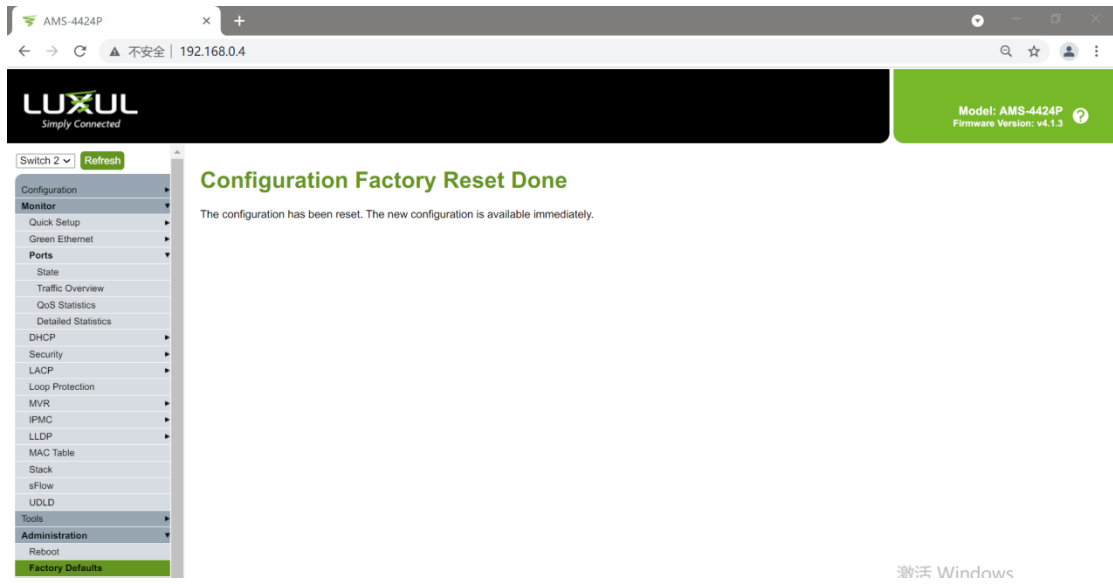 AMS-4424P
不安全 192.168.0.4
LUXUL
Simply Connected
Model: AMS-4424P
Firmware Version: v4.1.3
Switch 2 Refresh
Configuration
Monitor
Quick Setup
Green Ethernet
Ports
State
Traffic Overview
QoS Statistics
Detailed Statistics
DHCP
Security
LACP
Loop Protection
MVR
IPMC
LLDP
MAC Table
Stack
sFlow
UDLD
Tools
Administration
Reboot
Factory Defaults
Configuration Factory Reset Done
The configuration has been reset. The new configuration is available immediately.
激活 Windows